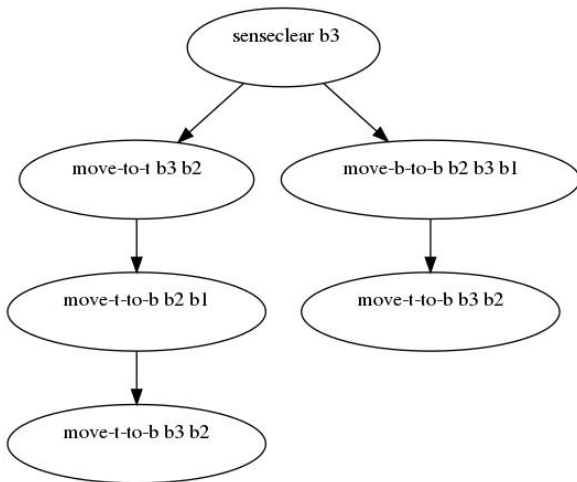 senseclear b3
move-to-t b3 b2
move-b-to-b b2 b3 b1
move-t-to-b b2 b1
move-t-to-b b3 b2
move-t-to-b b3 b2